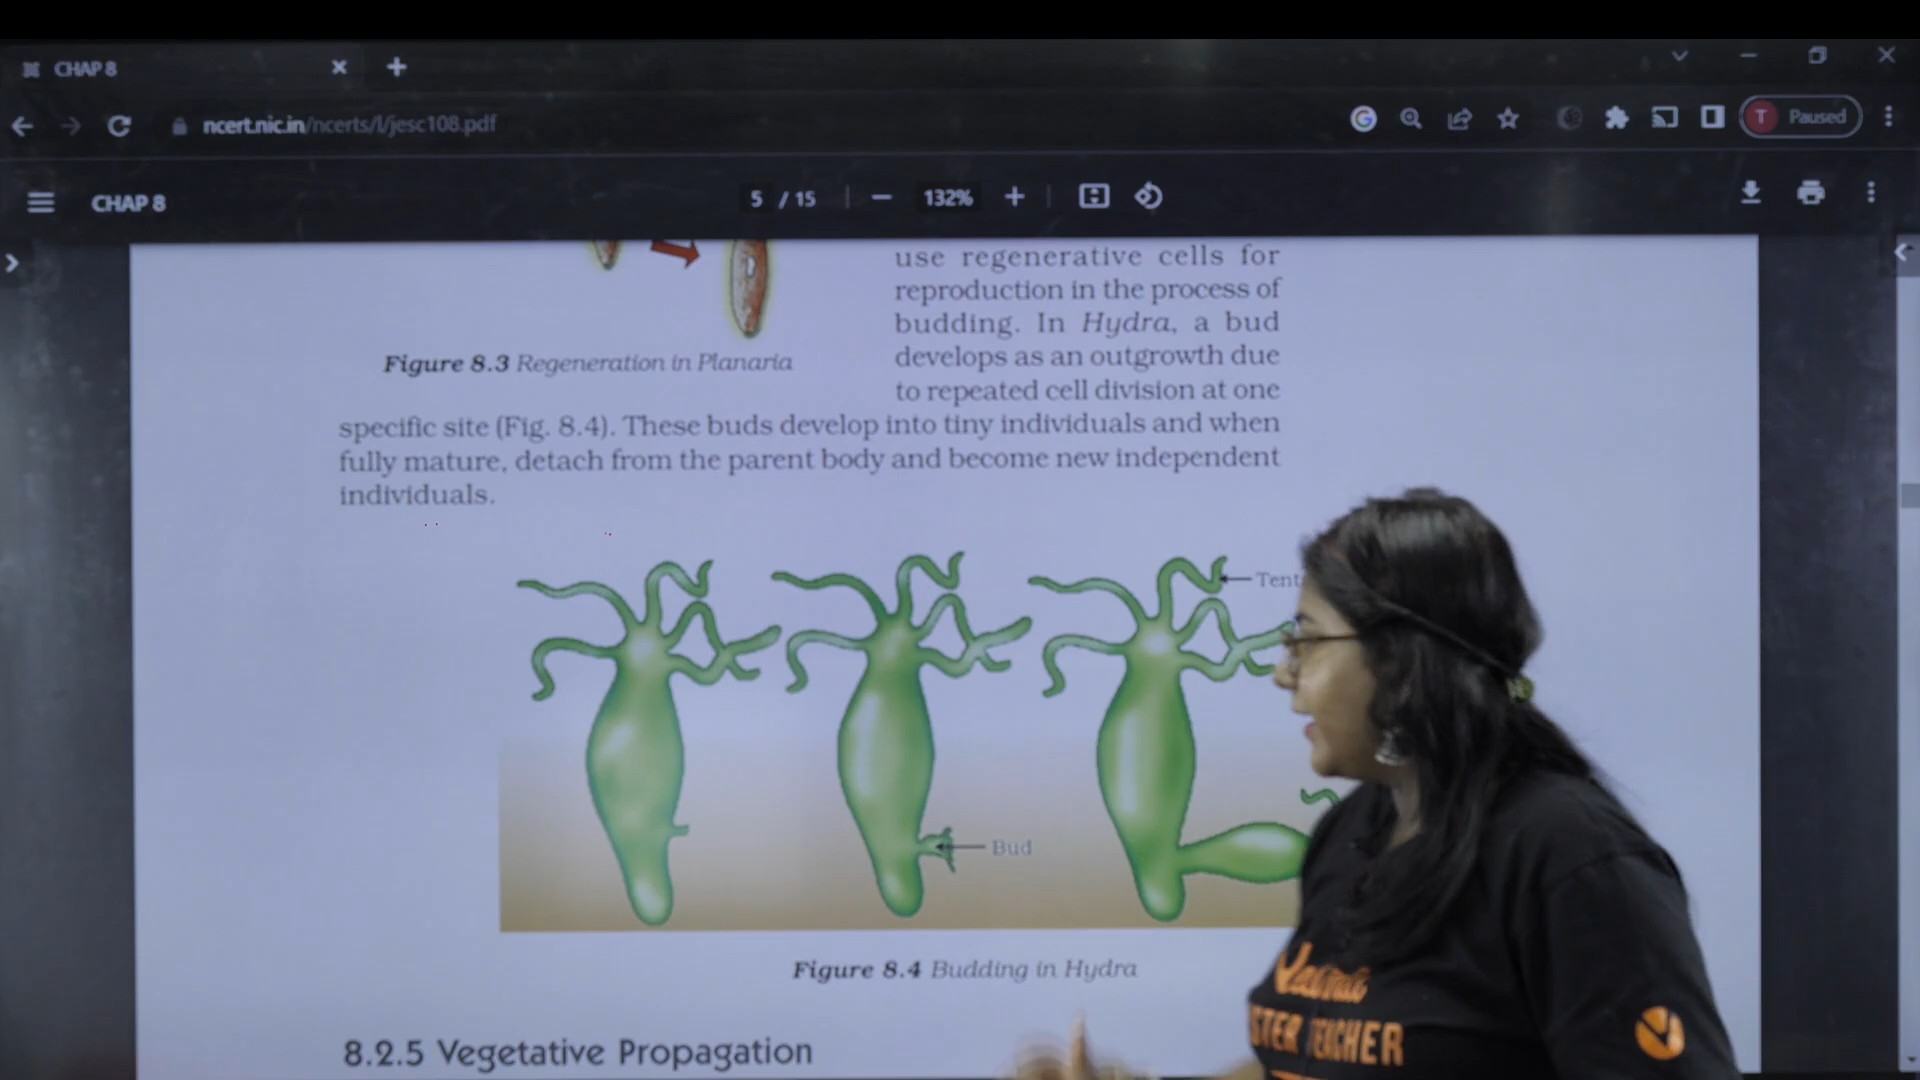 CHAP 8
ncert.nic.in/ncerts/l/jesc108.pdf
T Paused
CHAP 8
5 / 15
132%
use regenerative cells for
reproduction in the process of
budding. In Hydra, a bud
develops as an outgrowth due
to repeated cell division at one
Figure 8.3 Regeneration in Planaria
specific site (Fig. 8.4). These buds develop into tiny individuals and when
fully mature, detach from the parent body and become new independent
individuals.
Tent
Bud
Figure 8.4 Budding in Hydra
8.2.5 Vegetative Propagation
TEACHER